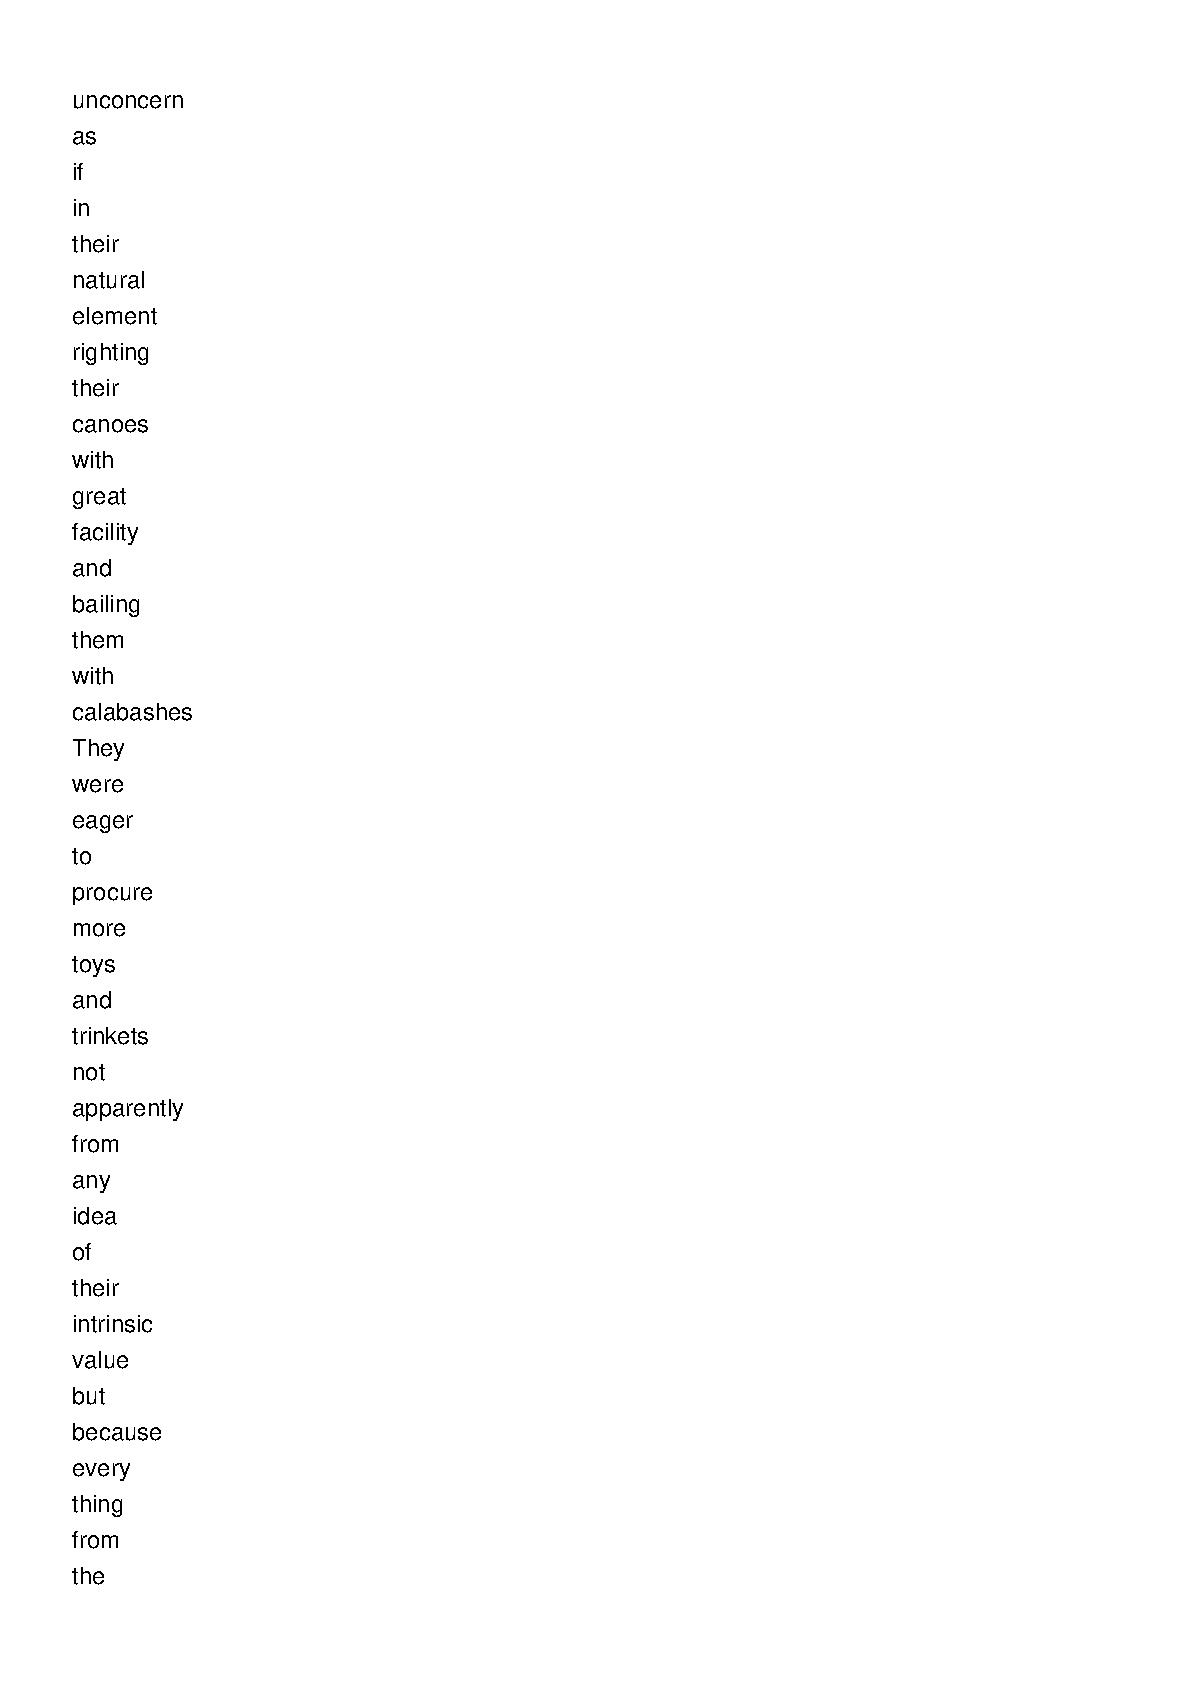 unconcern
as
if
in
their
natural
element
righting
their
canoes
with
great
facility
and
bailing
them
with
calabashes
They
were
eager
to
procure
more
toys
and
trinkets
not
apparently
from
any
idea
of
their
intrinsic
value
but
because
every
thing
from
the